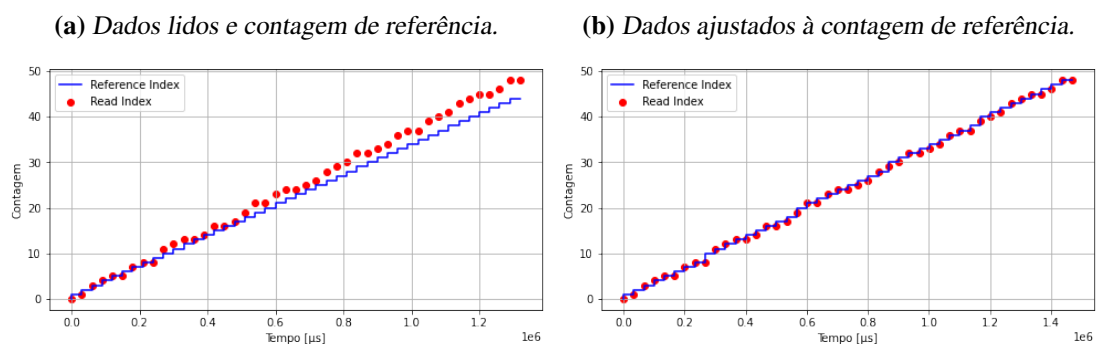 (a) Dados lidos e contagem de referência.
(b) Dados ajustados à contagem de referência.
50
40
30
20
10
0
Contagem
Reference Index
Read Index
0.0 0.2 0.4 0.6 0.8 1.0 1.2
Tempo [µs]
1e6
50
40
30
20
10
0
Contagem
Reference Index
Read Index
0.0 0.2 0.4 0.6 0.8 1.0 1.2 1.4
Tempo [µs]
1e6